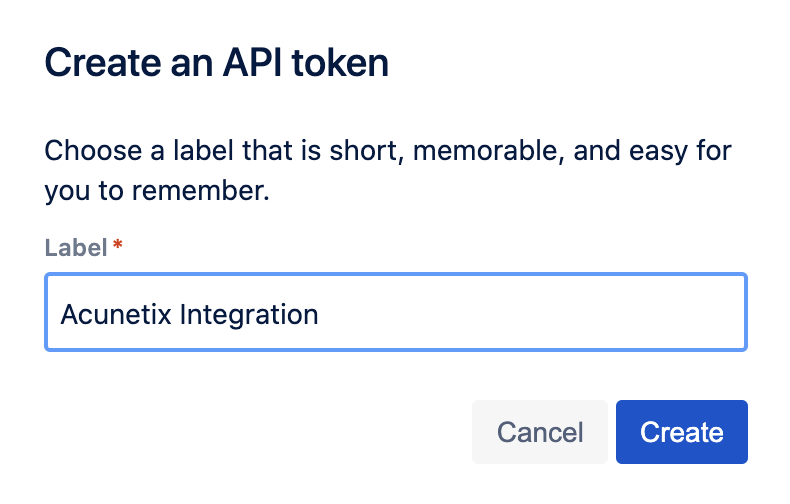 Create an API token
Choose a label that is short, memorable, and easy for
you to remember.
Label *
Acunetix Integration
Cancel
Create